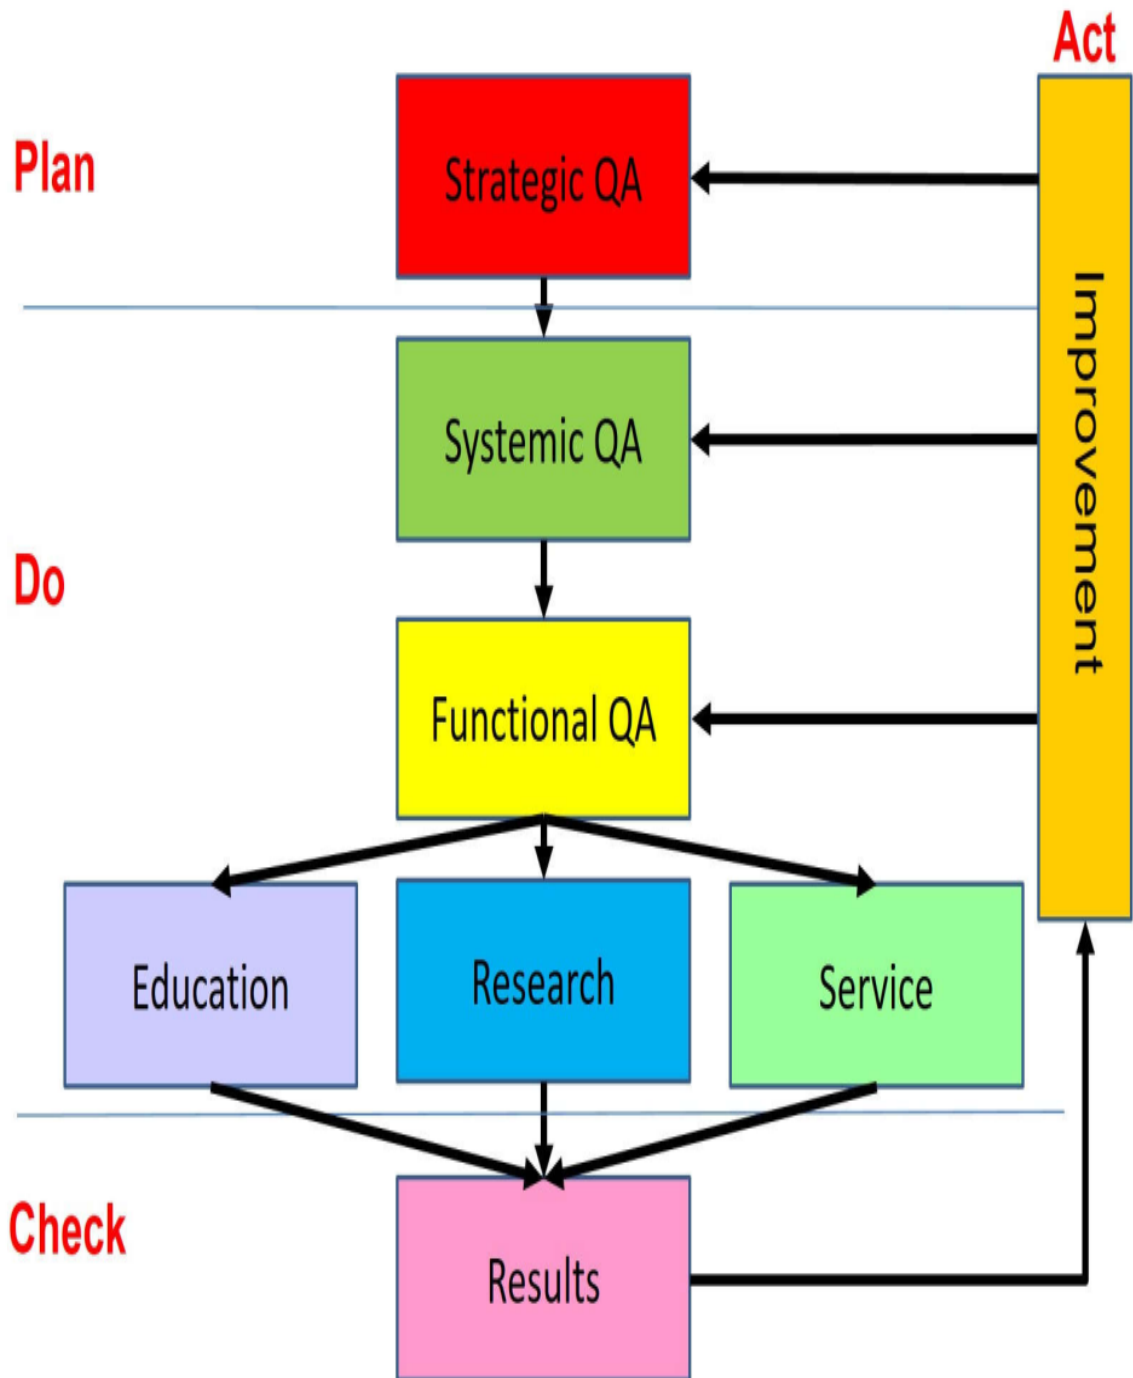 Act
Plan
Strategic QA
Improvement
Systemic QA
Do
Functional QA
Education
Research
Service
Check
Results